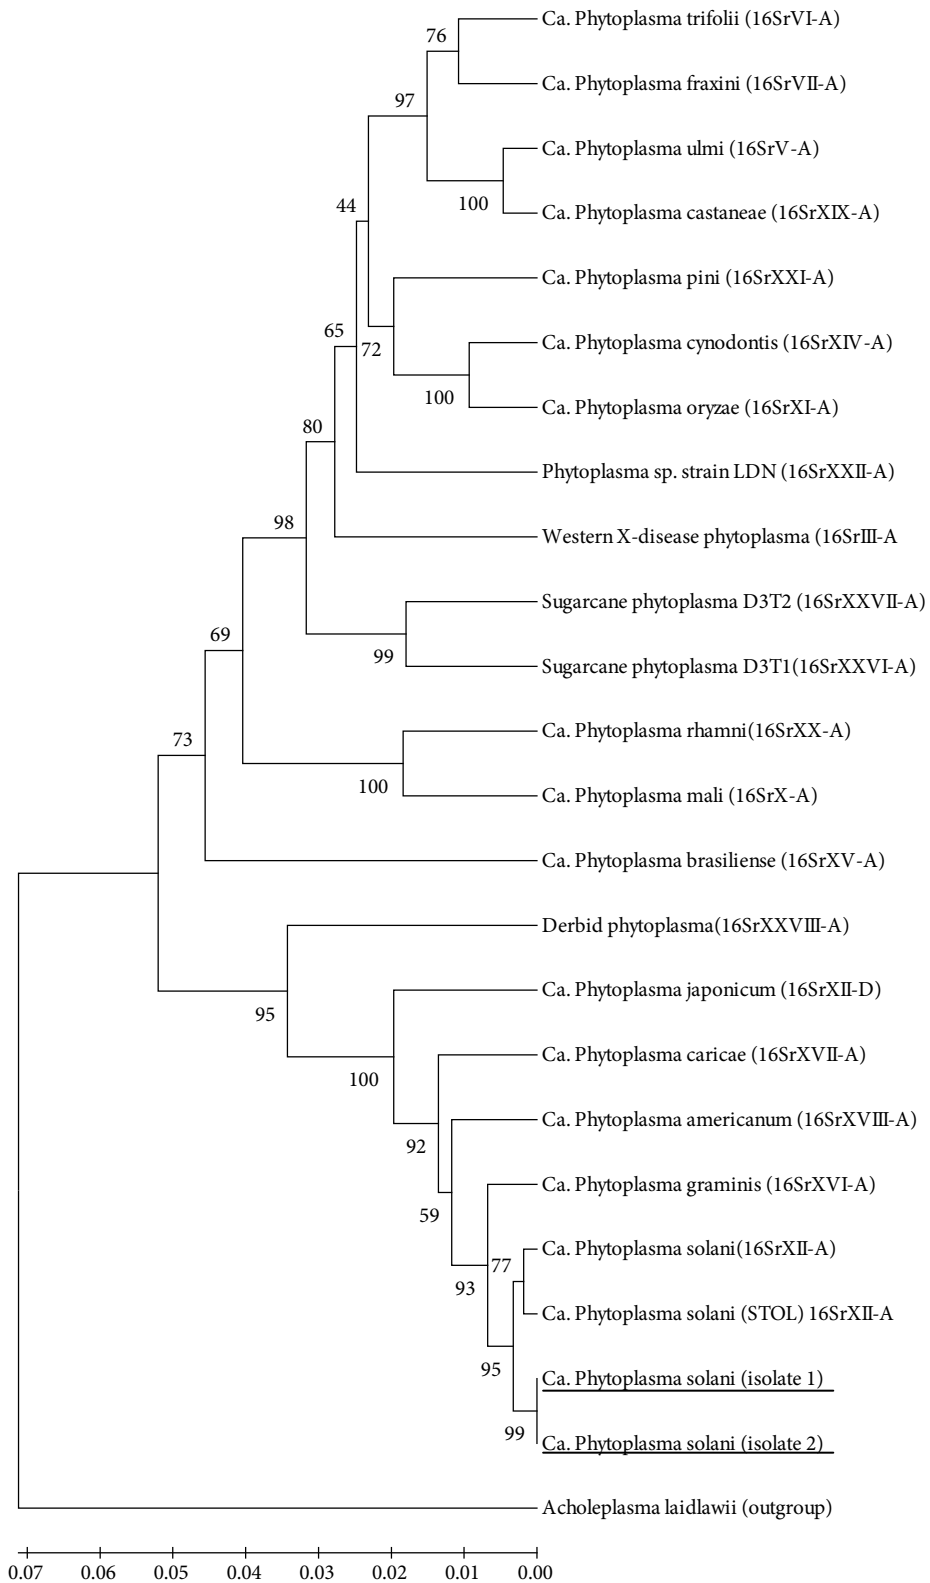 76
Ca. Phytoplasma trifolii (16SrVI-A)
Ca. Phytoplasma fraxini (16SrVII-A)
97
Ca. Phytoplasma ulmi (16SrV-A)
100
Ca. Phytoplasma castaneae (16SrXIX-A)
44
Ca. Phytoplasma pini (16SrXXI-A)
65
72
Ca. Phytoplasma cynodontis (16SrXIV-A)
100
Ca. Phytoplasma oryzae (16SrXI-A)
80
Phytoplasma sp. strain LDN (16SrXXII-A)
98
Western X-disease phytoplasma (16SrIII-A
Sugarcane phytoplasma D3T2 (16SrXXVII-A)
69
99
Sugarcane phytoplasma D3T1(16SrXXVI-A)
73
Ca. Phytoplasma rhamni(16SrXX-A)
100
Ca. Phytoplasma mali (16SrX-A)
Ca. Phytoplasma brasiliense (16SrXV-A)
Derbid phytoplasma(16SrXXVIII-A)
95
Ca. Phytoplasma japonicum (16SrXII-D)
100
Ca. Phytoplasma caricae (16SrXVII-A)
92
Ca. Phytoplasma americanum (16SrXVIII-A)
59
Ca. Phytoplasma graminis (16SrXVI-A)
93
77
Ca. Phytoplasma solani(16SrXII-A)
Ca. Phytoplasma solani (STOL) 16SrXII-A
95
Ca. Phytoplasma solani (isolate 1)
99
Ca. Phytoplasma solani (isolate 2)
Acholeplasma laidlawii (outgroup)
0.07 0.06 0.05 0.04 0.03 0.02 0.01 0.00